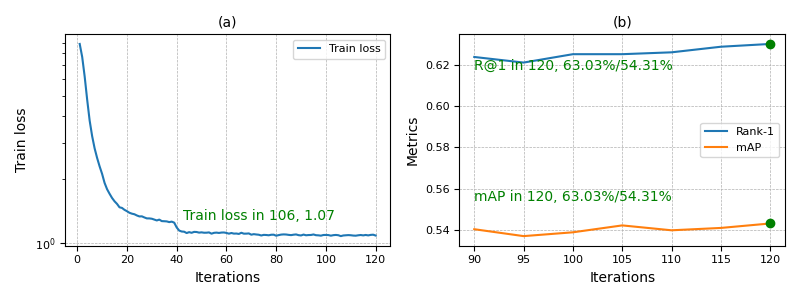 (a)
Train loss
Train loss
Train loss in 106, 1.07
10⁰
0 20 40 60 80 100 120
Iterations
(b)
Metrics
0.62
0.60
0.58
0.56
0.54
R@1 in 120, 63.03%/54.31%
Rank-1
mAP
mAP in 120, 63.03%/54.31%
90 95 100 105 110 115 120
Iterations